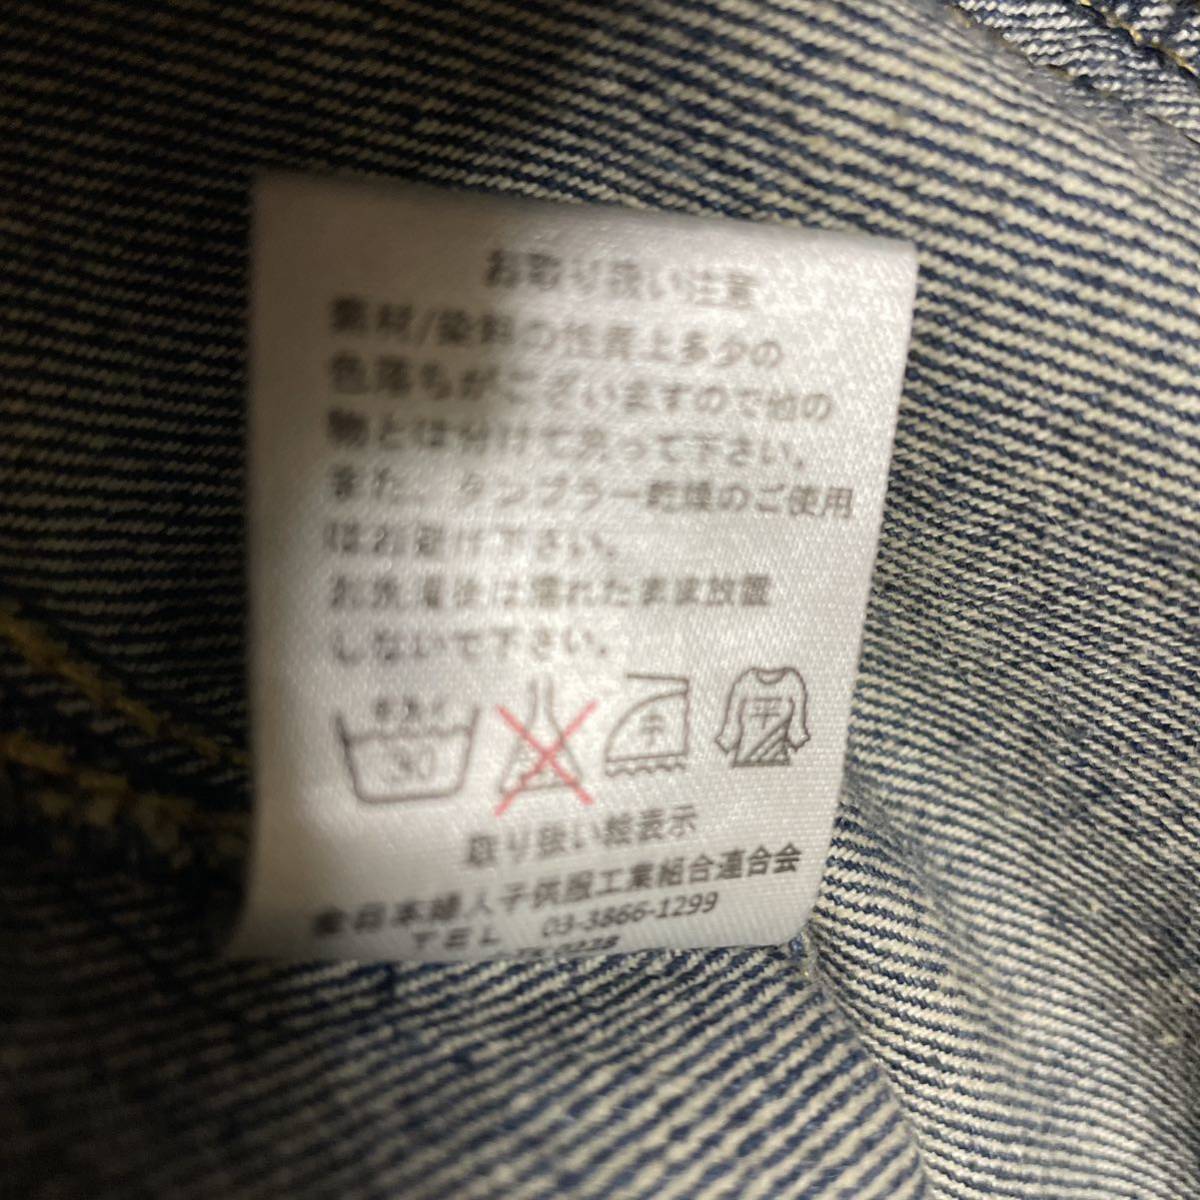 お取り扱い注意
素材/染料の性質上多少の
色落ちがございますので他の
物とは分けて洗って下さい。
また、タンブラー乾燥のご使用
はお避け下さい。
お洗濯後は濡れたまま放置
しないで下さい。
手洗イ
30
中
平
取り扱い絵表示
全日本婦人子供服工業組合連合会
TEL 03-3866-1299